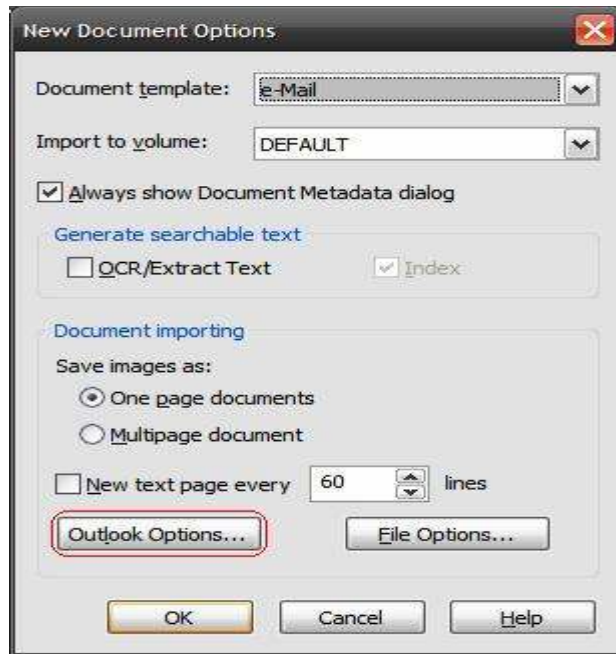 New Document Options
Document template: e-Mail
Import to volume: DEFAULT
Always show Document Metadata dialog
Generate searchable text
OCR/Extract Text Index
Document importing
Save images as:
One page documents
Multipage document
New text page every 60 lines
Outlook Options... File Options...
OK Cancel Help